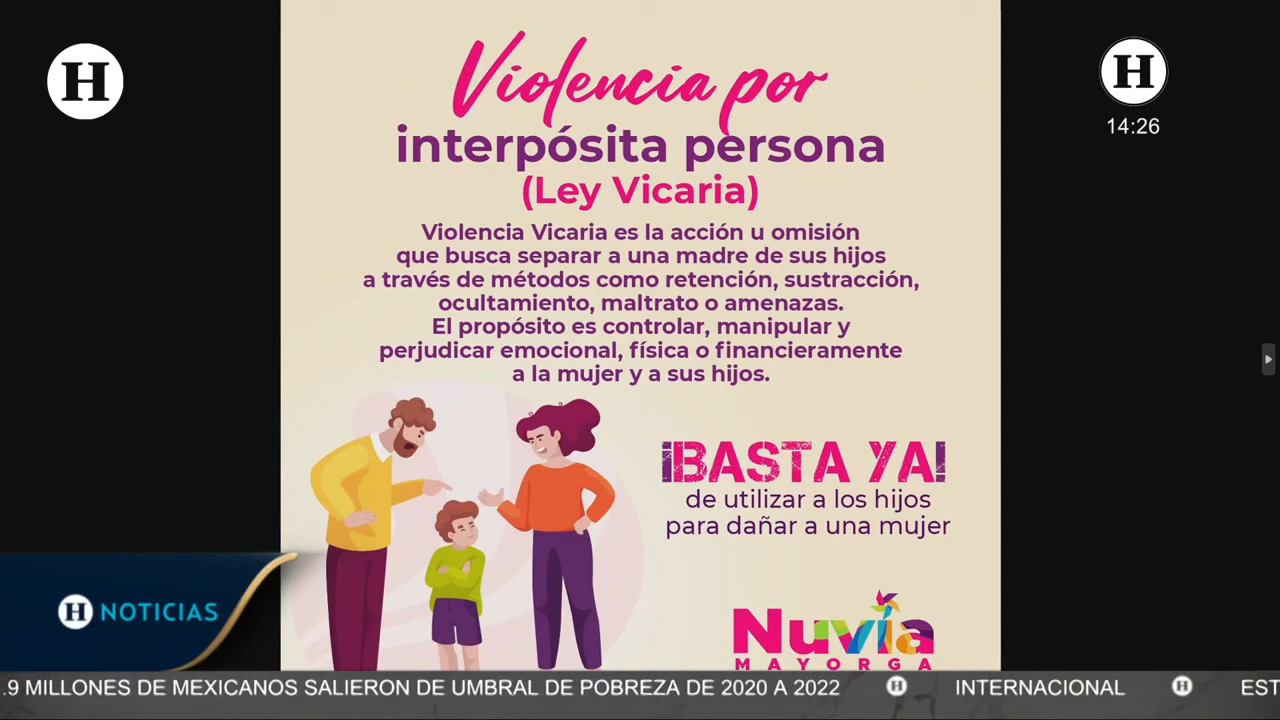 H
H
14:26
Violencia por
interpósita persona
(Ley Vicaria)
Violencia Vicaria es la acción u omisión
que busca separar a una madre de sus hijos
a través de métodos como retención, sustracción,
ocultamiento, maltrato o amenazas.
El propósito es controlar, manipular y
perjudicar emocional, física o financieramente
a la mujer y a sus hijos.
¡BASTA YA!
de utilizar a los hijos
para dañar a una mujer
Nuvia
MAYORGA
H NOTICIAS
.9 MILLONES DE MEXICANOS SALIERON DE UMBRAL DE POBREZA DE 2020 A 2022 H INTERNACIONAL H EST